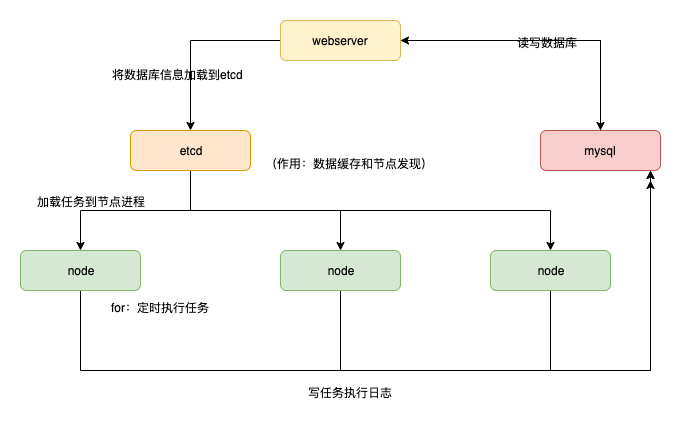 webserver
读写数据库
将数据库信息加载到etcd
etcd
(作用：数据缓存和节点发现)
mysql
加载任务到节点进程
node
node
node
for：定时执行任务
写任务执行日志